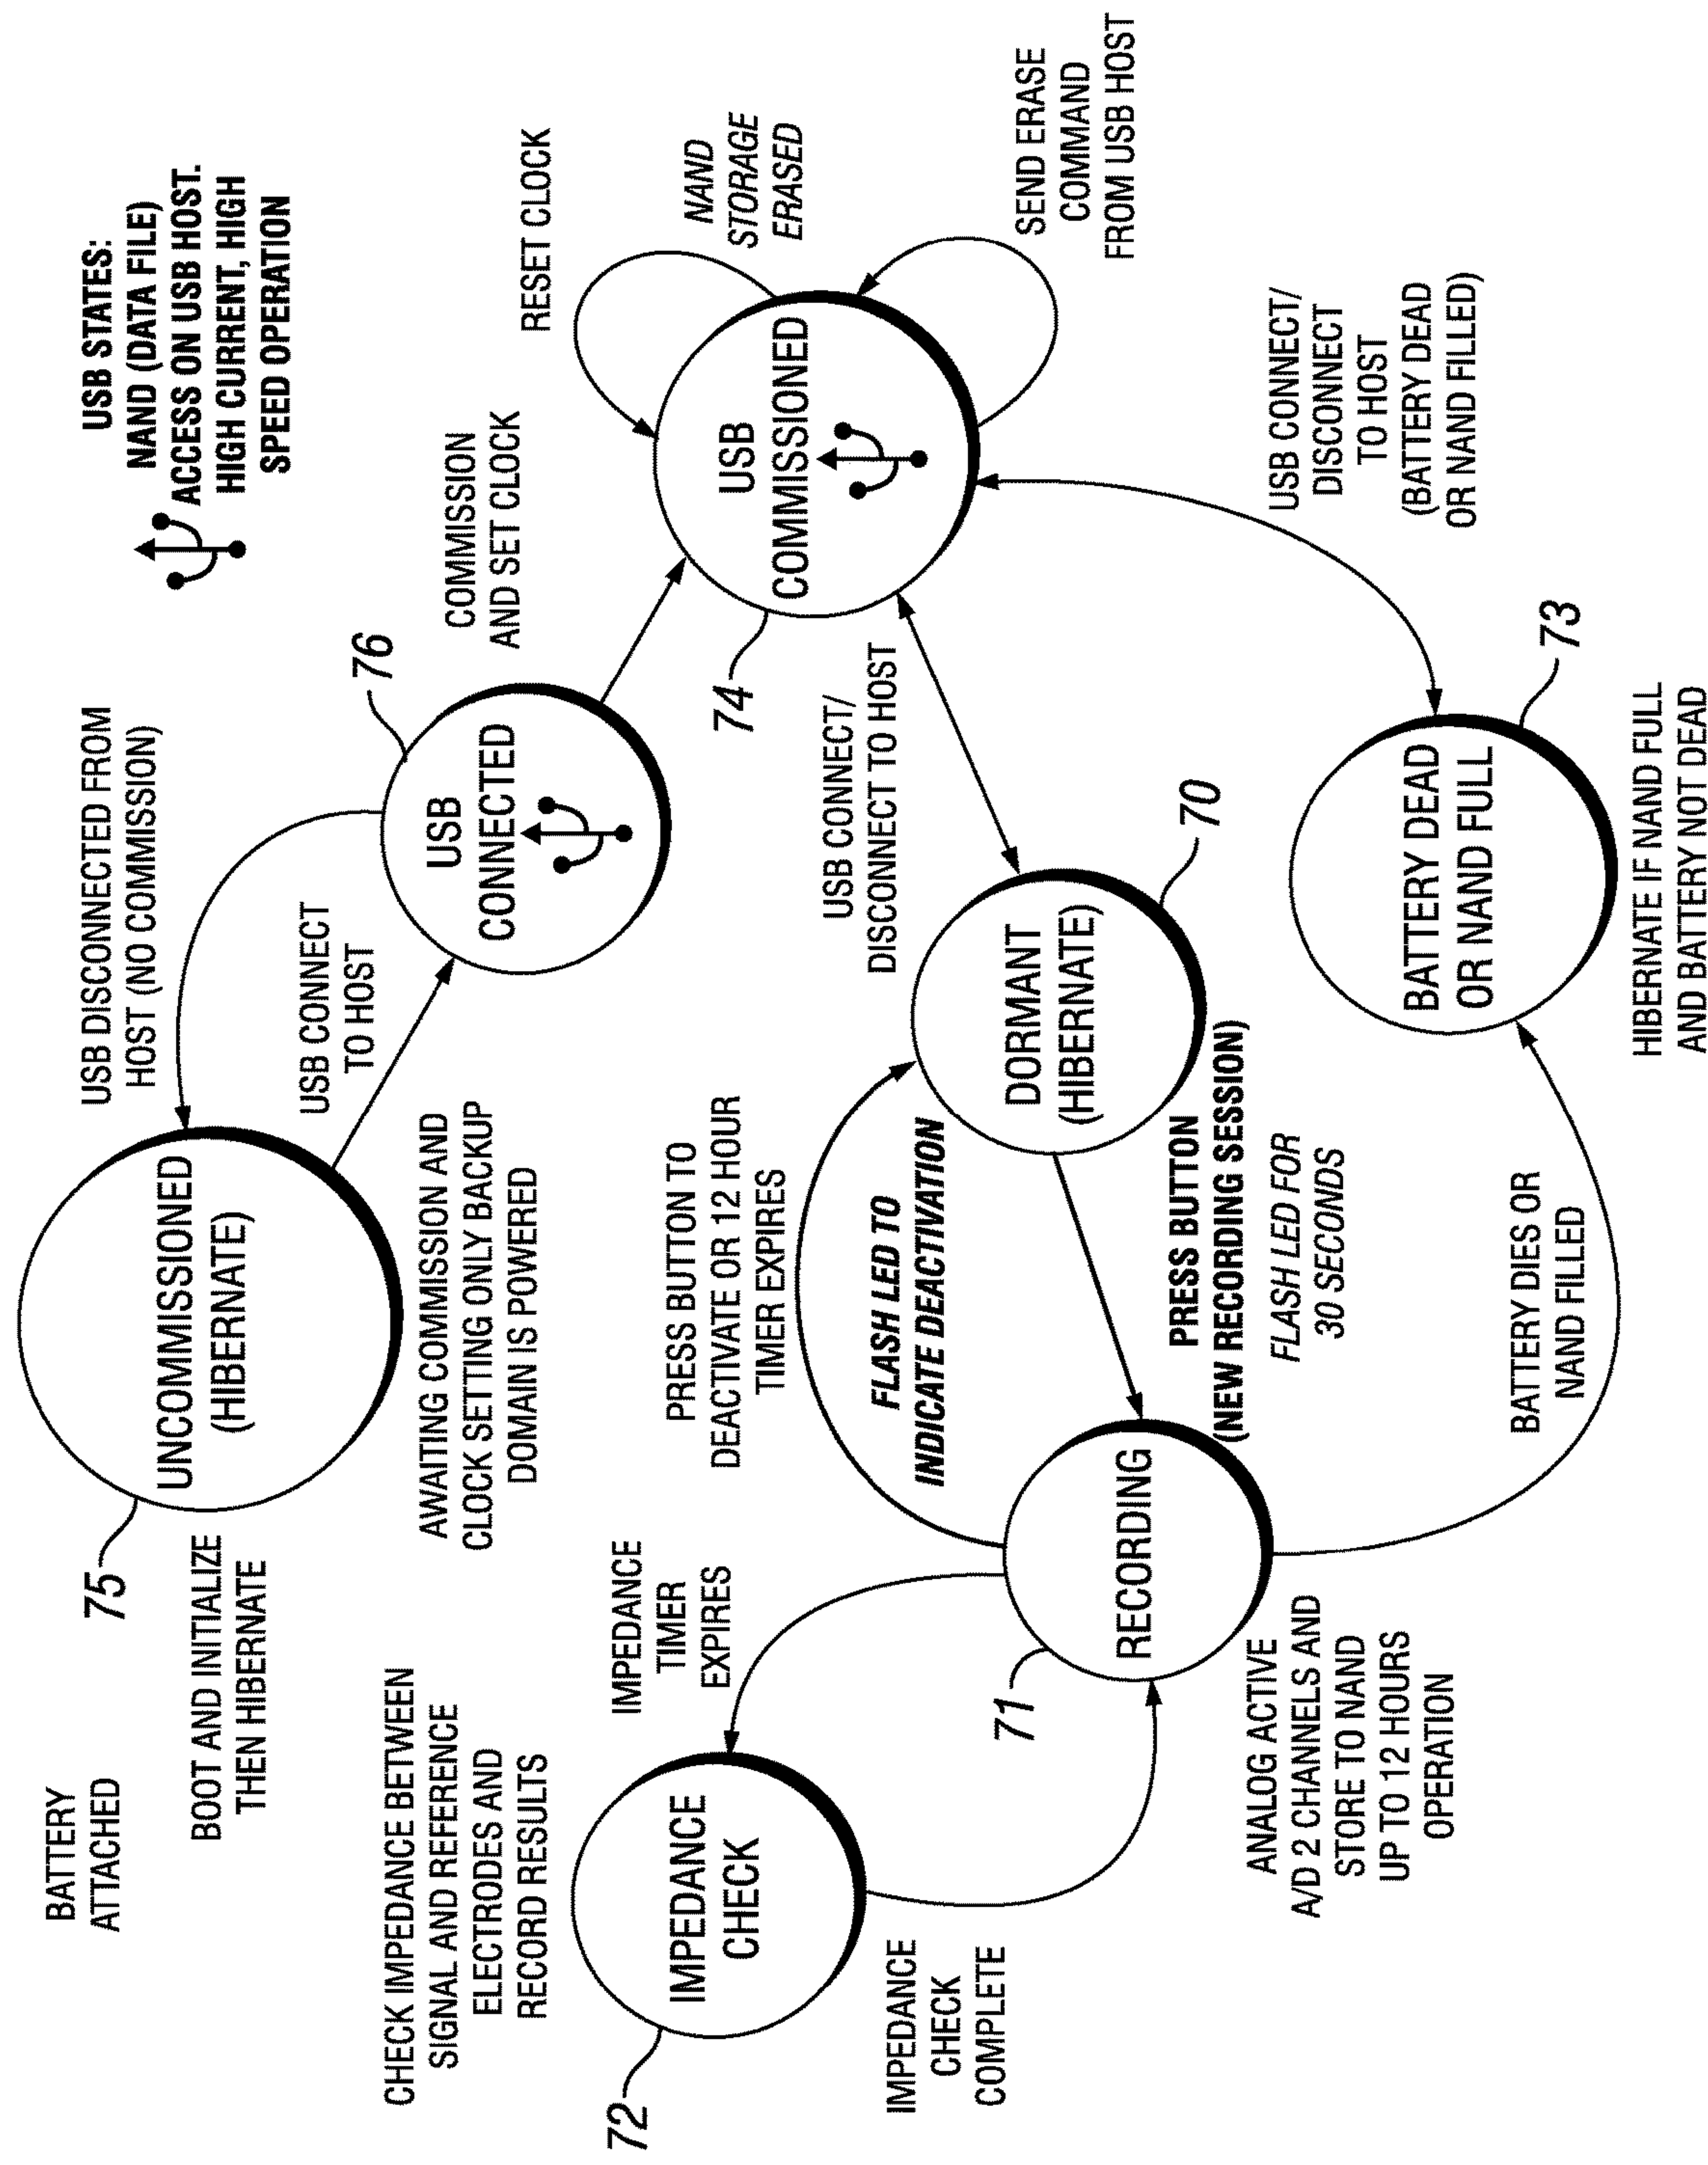 BATTERY
ATTACHED
75
BOOT AND INITIALIZE
THEN HIBERNATE
UNCOMMISSIONED
(HIBERNATE)
AWAITING COMMISSION AND
CLOCK SETTING ONLY BACKUP
DOMAIN IS POWERED
USB DISCONNECTED FROM
HOST (NO COMMISSION)
USB CONNECT
TO HOST
76
USB
CONNECTED
USB STATES:
NAND (DATA FILE)
ACCESS ON USB HOST.
HIGH CURRENT, HIGH
SPEED OPERATION
COMMISSION
AND SET CLOCK
RESET CLOCK
NAND
STORAGE
ERASED
74
USB
COMMISSIONED
SEND ERASE
COMMAND
FROM USB HOST
CHECK IMPEDANCE BETWEEN
SIGNAL AND REFERENCE
ELECTRODES AND
RECORD RESULTS
72
IMPEDANCE
CHECK
IMPEDANCE
TIMER
EXPIRES
IMPEDANCE
CHECK
COMPLETE
PRESS BUTTON TO
DEACTIVATE OR 12 HOUR
TIMER EXPIRES
FLASH LED TO
INDICATE DEACTIVATION
USB CONNECT/
DISCONNECT TO HOST
70
DORMANT
(HIBERNATE)
71
RECORDING
PRESS BUTTON
(NEW RECORDING SESSION)
FLASH LED FOR
30 SECONDS
ANALOG ACTIVE
A/D 2 CHANNELS AND
STORE TO NAND
UP TO 12 HOURS
OPERATION
USB CONNECT/
DISCONNECT
TO HOST
(BATTERY DEAD
OR NAND FILLED)
BATTERY DIES OR
NAND FILLED
BATTERY DEAD
OR NAND FULL
73
HIBERNATE IF NAND FULL
AND BATTERY NOT DEAD